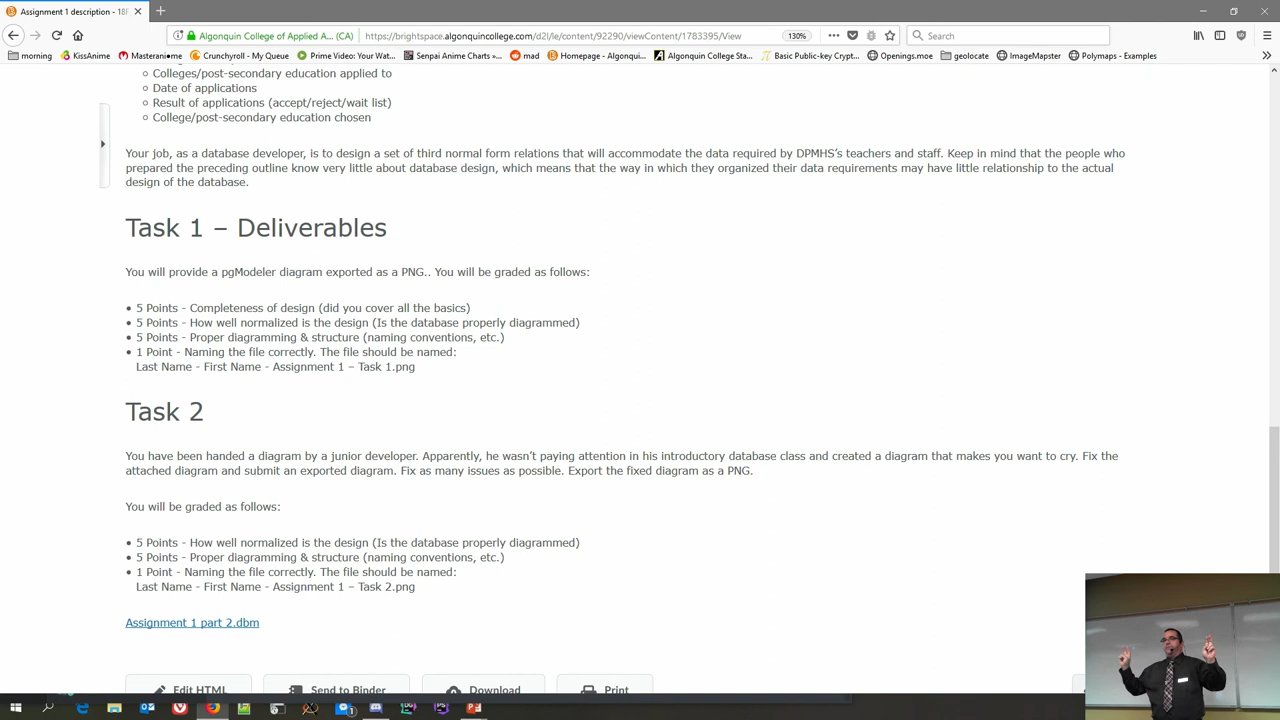 Assignment 1 description - 18F
Algonquin College of Applied A... (CA)
https://brightspace.algonquincollege.com/d2l/le/content/92290/viewContent/1783395/View
130%
Search
morning
KissAnime
Masterani•me
Crunchyroll - My Queue
Prime Video: Your Wat...
Senpai Anime Charts »...
mad
Homepage - Algonqui...
Algonquin College Sta...
Basic Public-key Crypt...
Openings.moe
geolocate
ImageMapster
Polymaps - Examples
Colleges/post-secondary education applied to
Date of applications
Result of applications (accept/reject/wait list)
College/post-secondary education chosen
Your job, as a database developer, is to design a set of third normal form relations that will accommodate the data required by DPMHS's teachers and staff. Keep in mind that the people who
prepared the preceding outline know very little about database design, which means that the way in which they organized their data requirements may have little relationship to the actual
design of the database.
Task 1 – Deliverables
You will provide a pgModeler diagram exported as a PNG.. You will be graded as follows:
• 5 Points - Completeness of design (did you cover all the basics)
• 5 Points - How well normalized is the design (Is the database properly diagrammed)
• 5 Points - Proper diagramming & structure (naming conventions, etc.)
• 1 Point - Naming the file correctly. The file should be named:
Last Name - First Name - Assignment 1 – Task 1.png
Task 2
You have been handed a diagram by a junior developer. Apparently, he wasn't paying attention in his introductory database class and created a diagram that makes you want to cry. Fix the
attached diagram and submit an exported diagram. Fix as many issues as possible. Export the fixed diagram as a PNG.
You will be graded as follows:
• 5 Points - How well normalized is the design (Is the database properly diagrammed)
• 5 Points - Proper diagramming & structure (naming conventions, etc.)
• 1 Point - Naming the file correctly. The file should be named:
Last Name - First Name - Assignment 1 – Task 2.png
Assignment 1 part 2.dbm
Edit HTML
Send to Binder
Download
Print